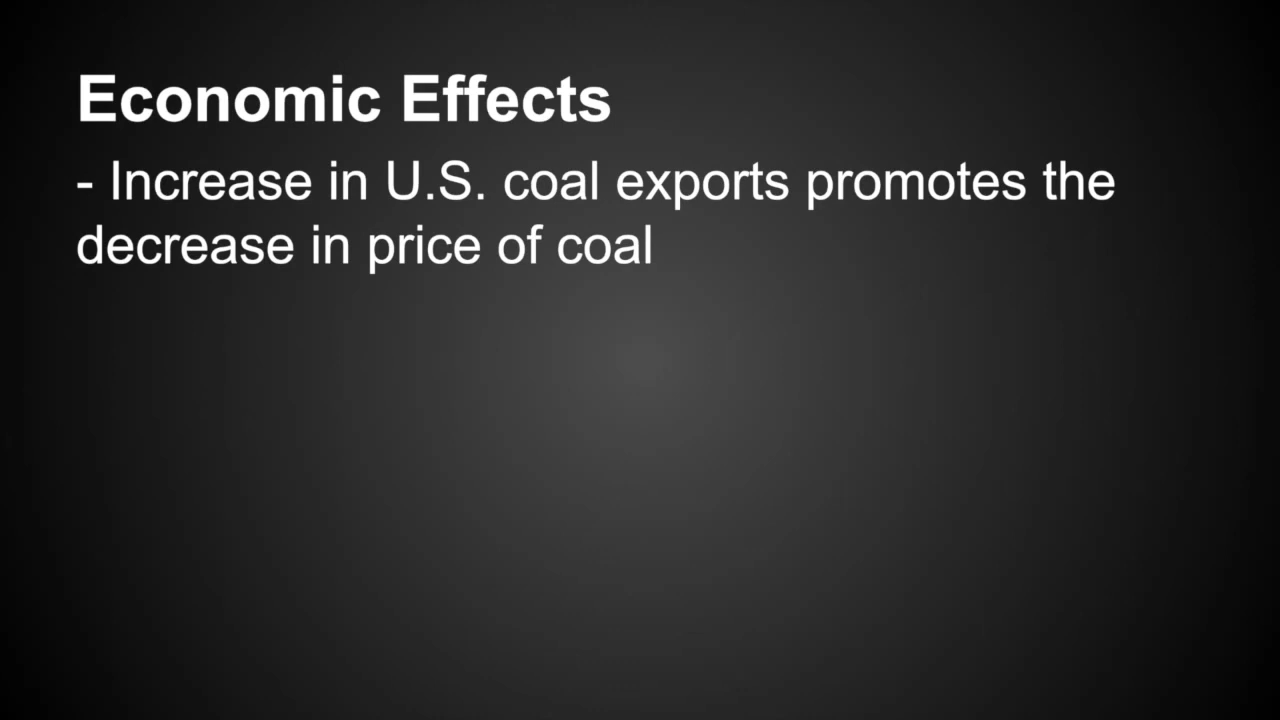 Economic Effects
- Increase in U.S. coal exports promotes the
decrease in price of coal